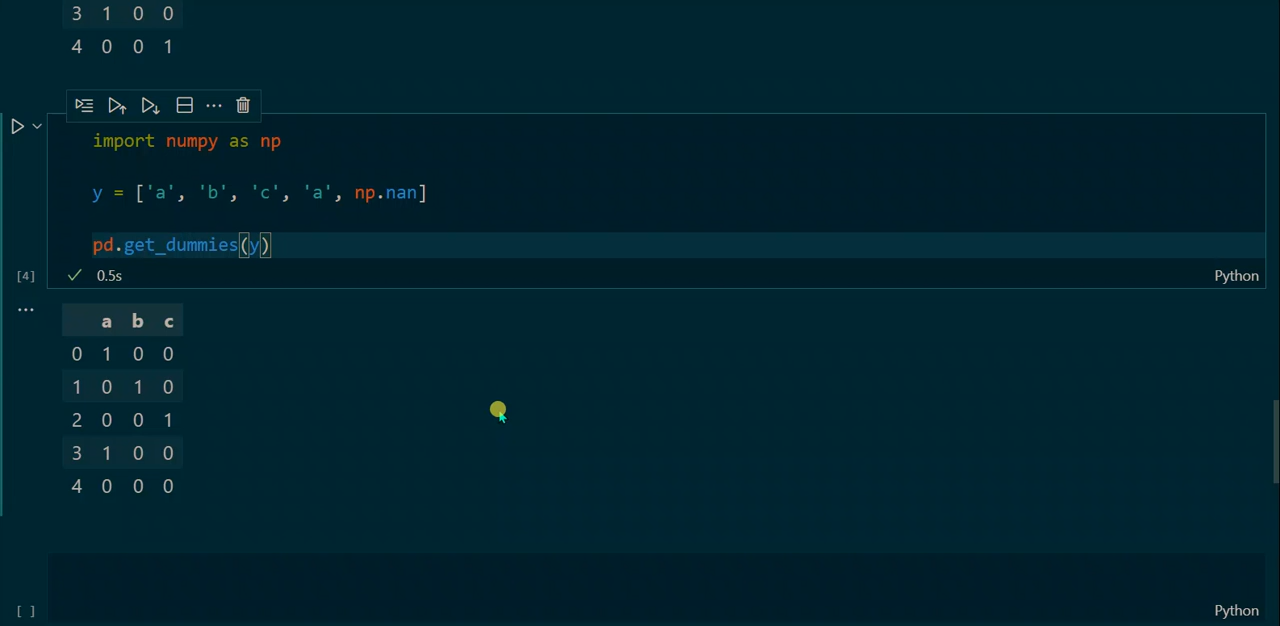 3 1 0 0
4 0 0 1
import numpy as np
y = ['a', 'b', 'c', 'a', np.nan]
pd.get_dummies(y)
[4] 0.5s Python
a b c
0 1 0 0
1 0 1 0
2 0 0 1
3 1 0 0
4 0 0 0
[ ] Python